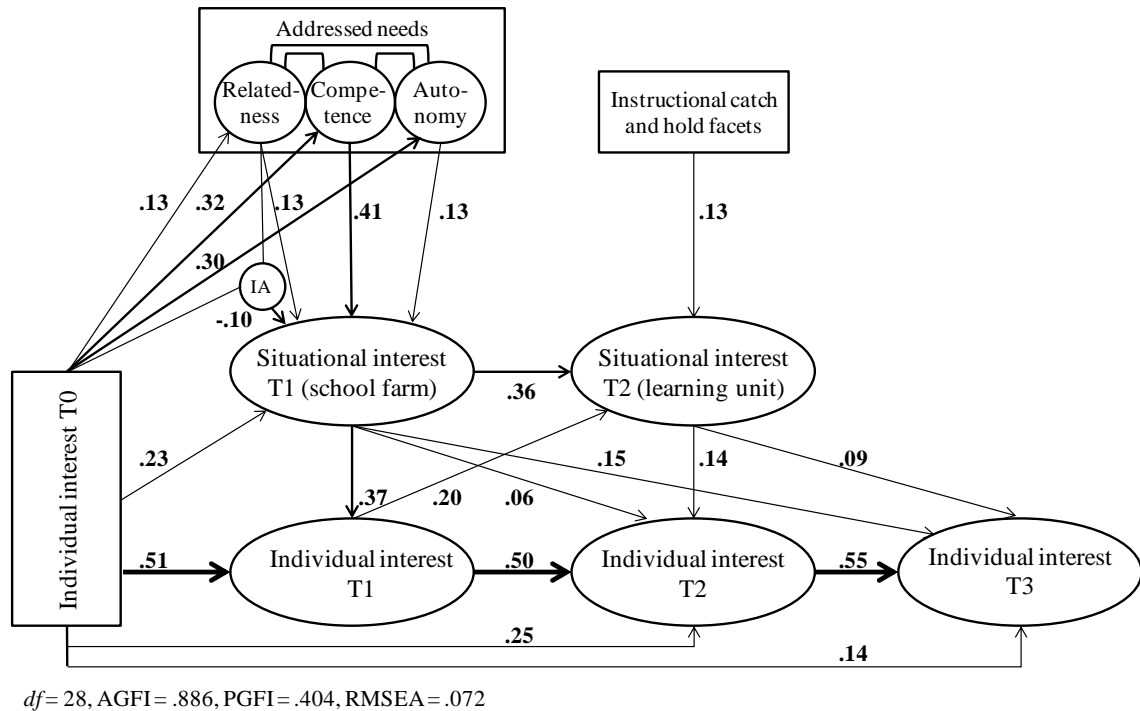 Addressed needs
Related-
ness
Compe-
tence
Auto-
nomy
Instructional catch
and hold facets
.13
.32
.13
.41
.13
.13
.30
IA
-.10
Situational interest
T1 (school farm)
.36
Situational interest
T2 (learning unit)
Individual interest T0
.23
.37
.20
.06
.15
.14
.09
.51
Individual interest
T1
.50
Individual interest
T2
.55
Individual interest
T3
.25
.14
df = 28, AGFI = .886, PGFI = .404, RMSEA = .072